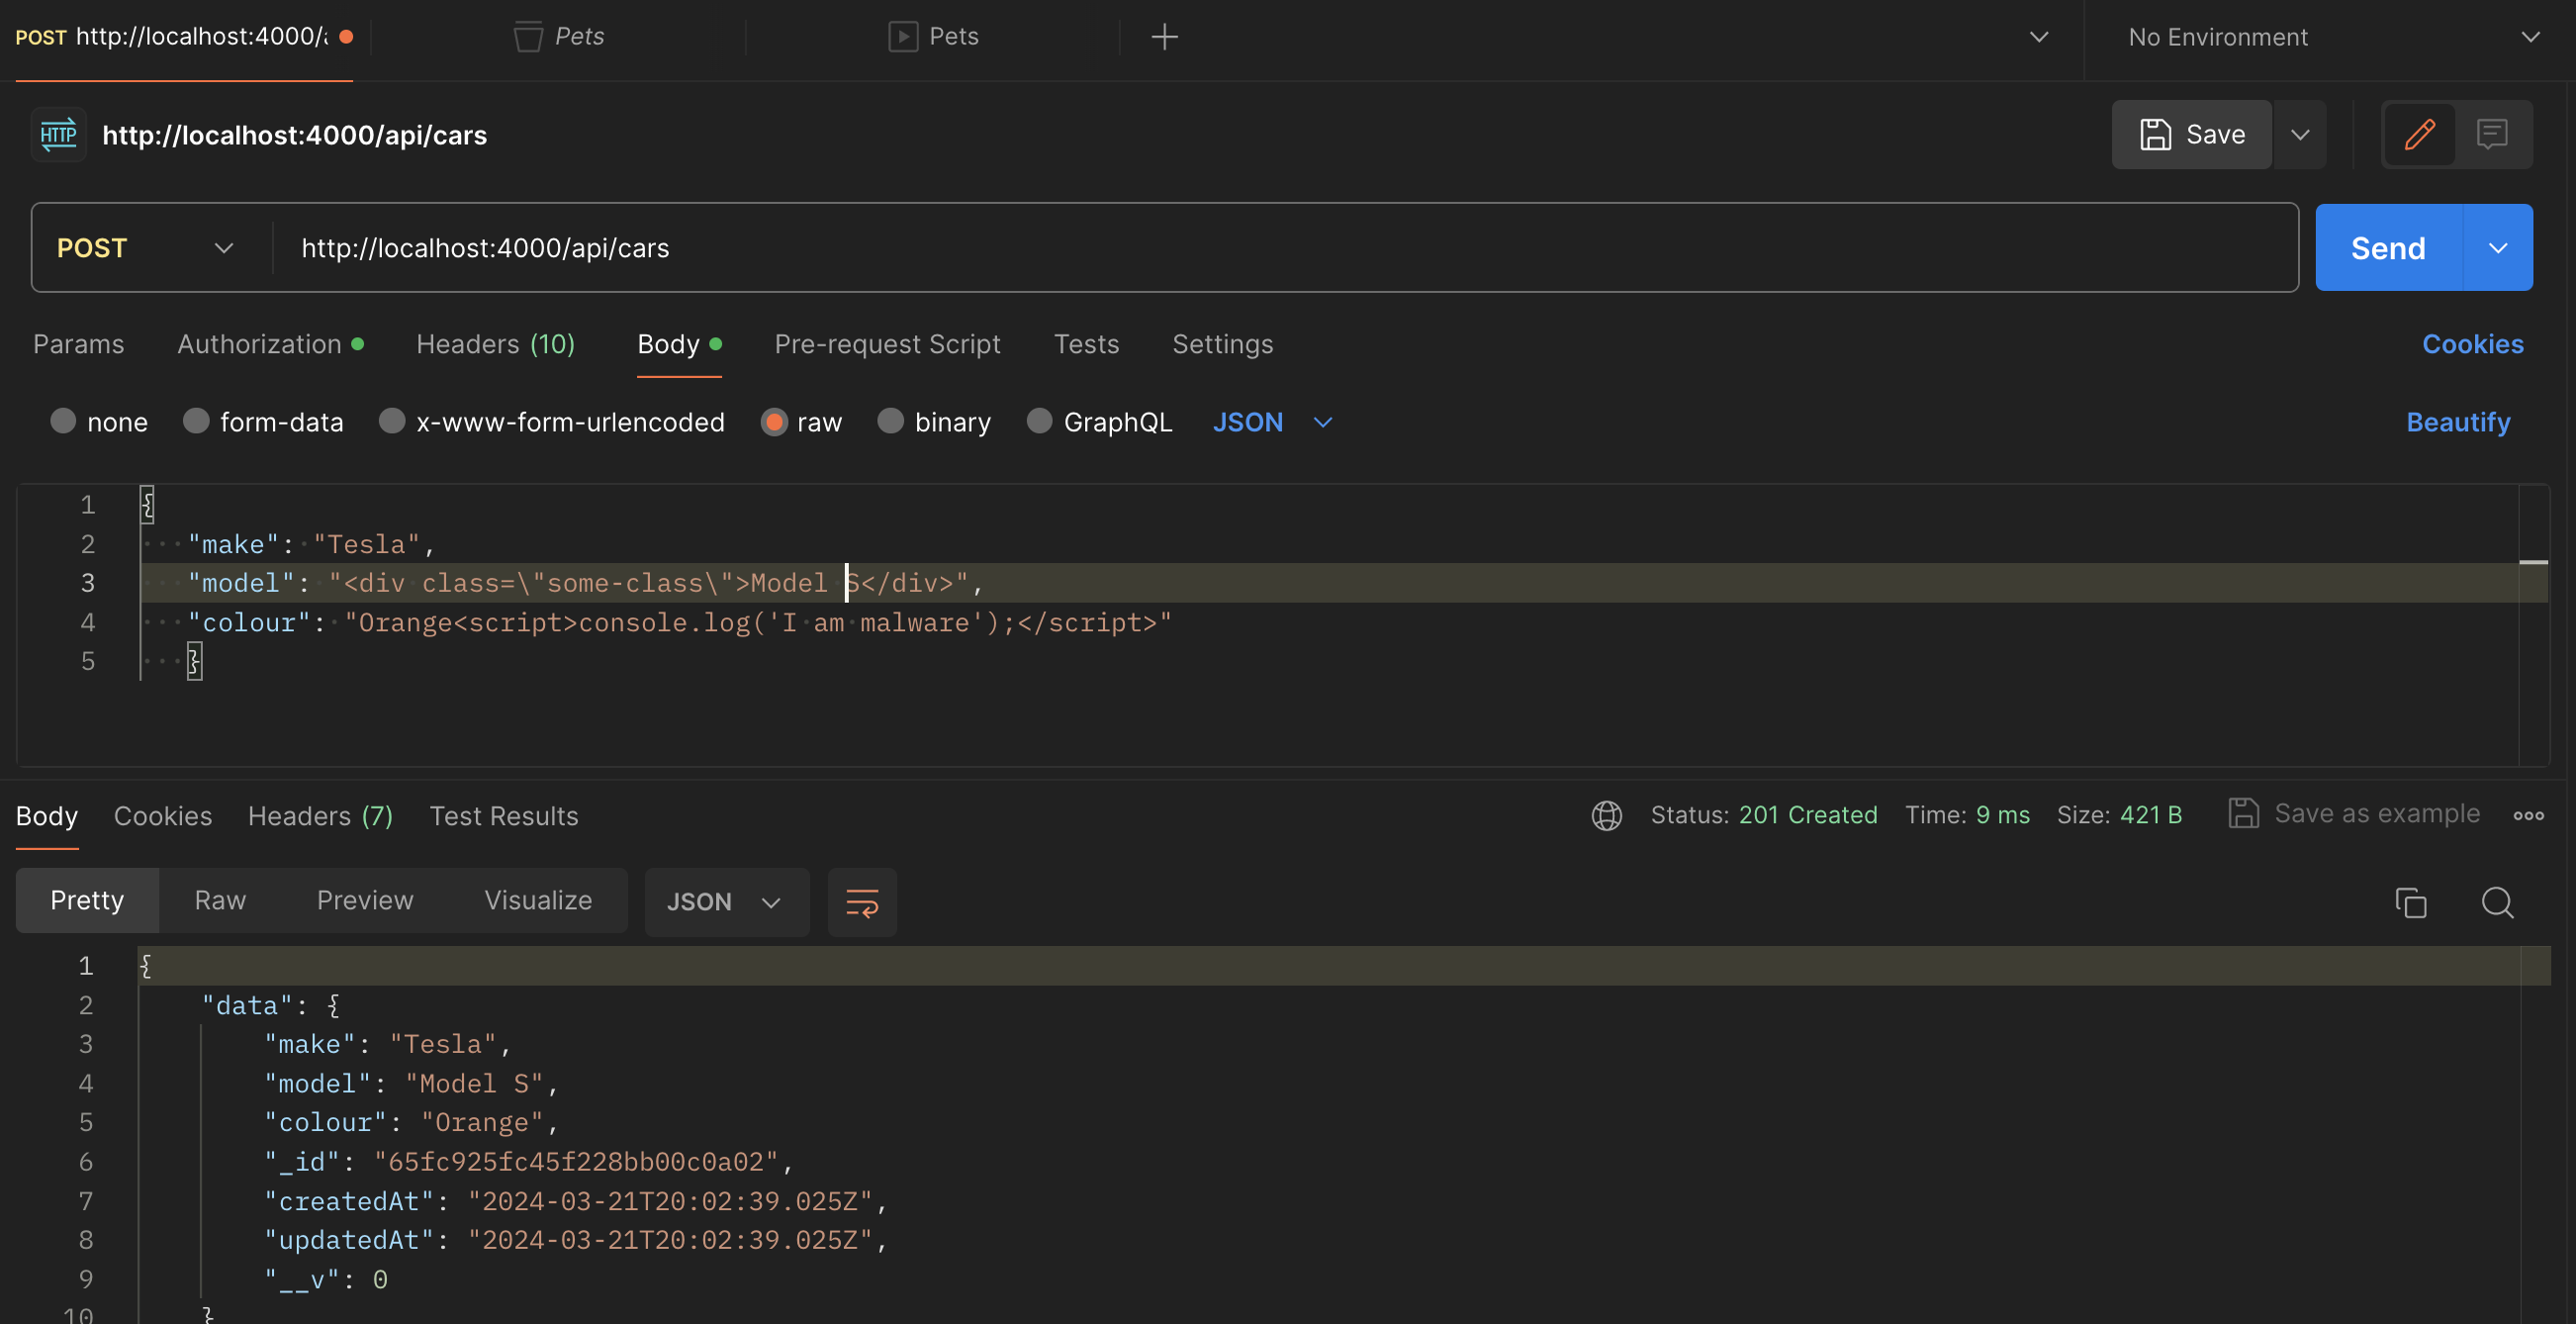 POST http://localhost:4000/a Pets Pets No Environment
HTTP http://localhost:4000/api/cars Save
POST http://localhost:4000/api/cars Send
Params Authorization Headers (10) Body Pre-request Script Tests Settings Cookies
none form-data x-www-form-urlencoded raw binary GraphQL JSON Beautify
1 {
2 "make": "Tesla",
3 "model": "<div class=\"some-class\">Model S</div>",
4 "colour": "Orange<script>console.log('I am malware');</script>"
5 }
Body Cookies Headers (7) Test Results Status: 201 Created Time: 9 ms Size: 421 B Save as example
Pretty Raw Preview Visualize JSON
1 {
2 "data": {
3 "make": "Tesla",
4 "model": "Model S",
5 "colour": "Orange",
6 "_id": "65fc925fc45f228bb00c0a02",
7 "createdAt": "2024-03-21T20:02:39.025Z",
8 "updatedAt": "2024-03-21T20:02:39.025Z",
9 "__v": 0
10 }